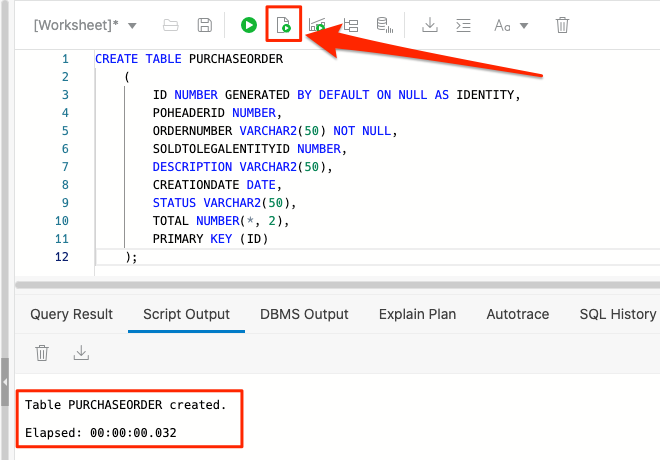 [Worksheet]* Aa
1 CREATE TABLE PURCHASEORDER
2 (
3 ID NUMBER GENERATED BY DEFAULT ON NULL AS IDENTITY,
4 POHEADERID NUMBER,
5 ORDERNUMBER VARCHAR2(50) NOT NULL,
6 SOLDTOLEGALENTITYID NUMBER,
7 DESCRIPTION VARCHAR2(50),
8 CREATIONDATE DATE,
9 STATUS VARCHAR2(50),
10 TOTAL NUMBER(*, 2),
11 PRIMARY KEY (ID)
12 );
Query Result Script Output DBMS Output Explain Plan Autotrace SQL History
Table PURCHASEORDER created.
Elapsed: 00:00:00.032